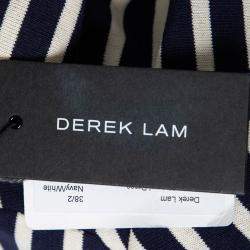 DEREK LAM
Derek Lam
38/2
Navy/White